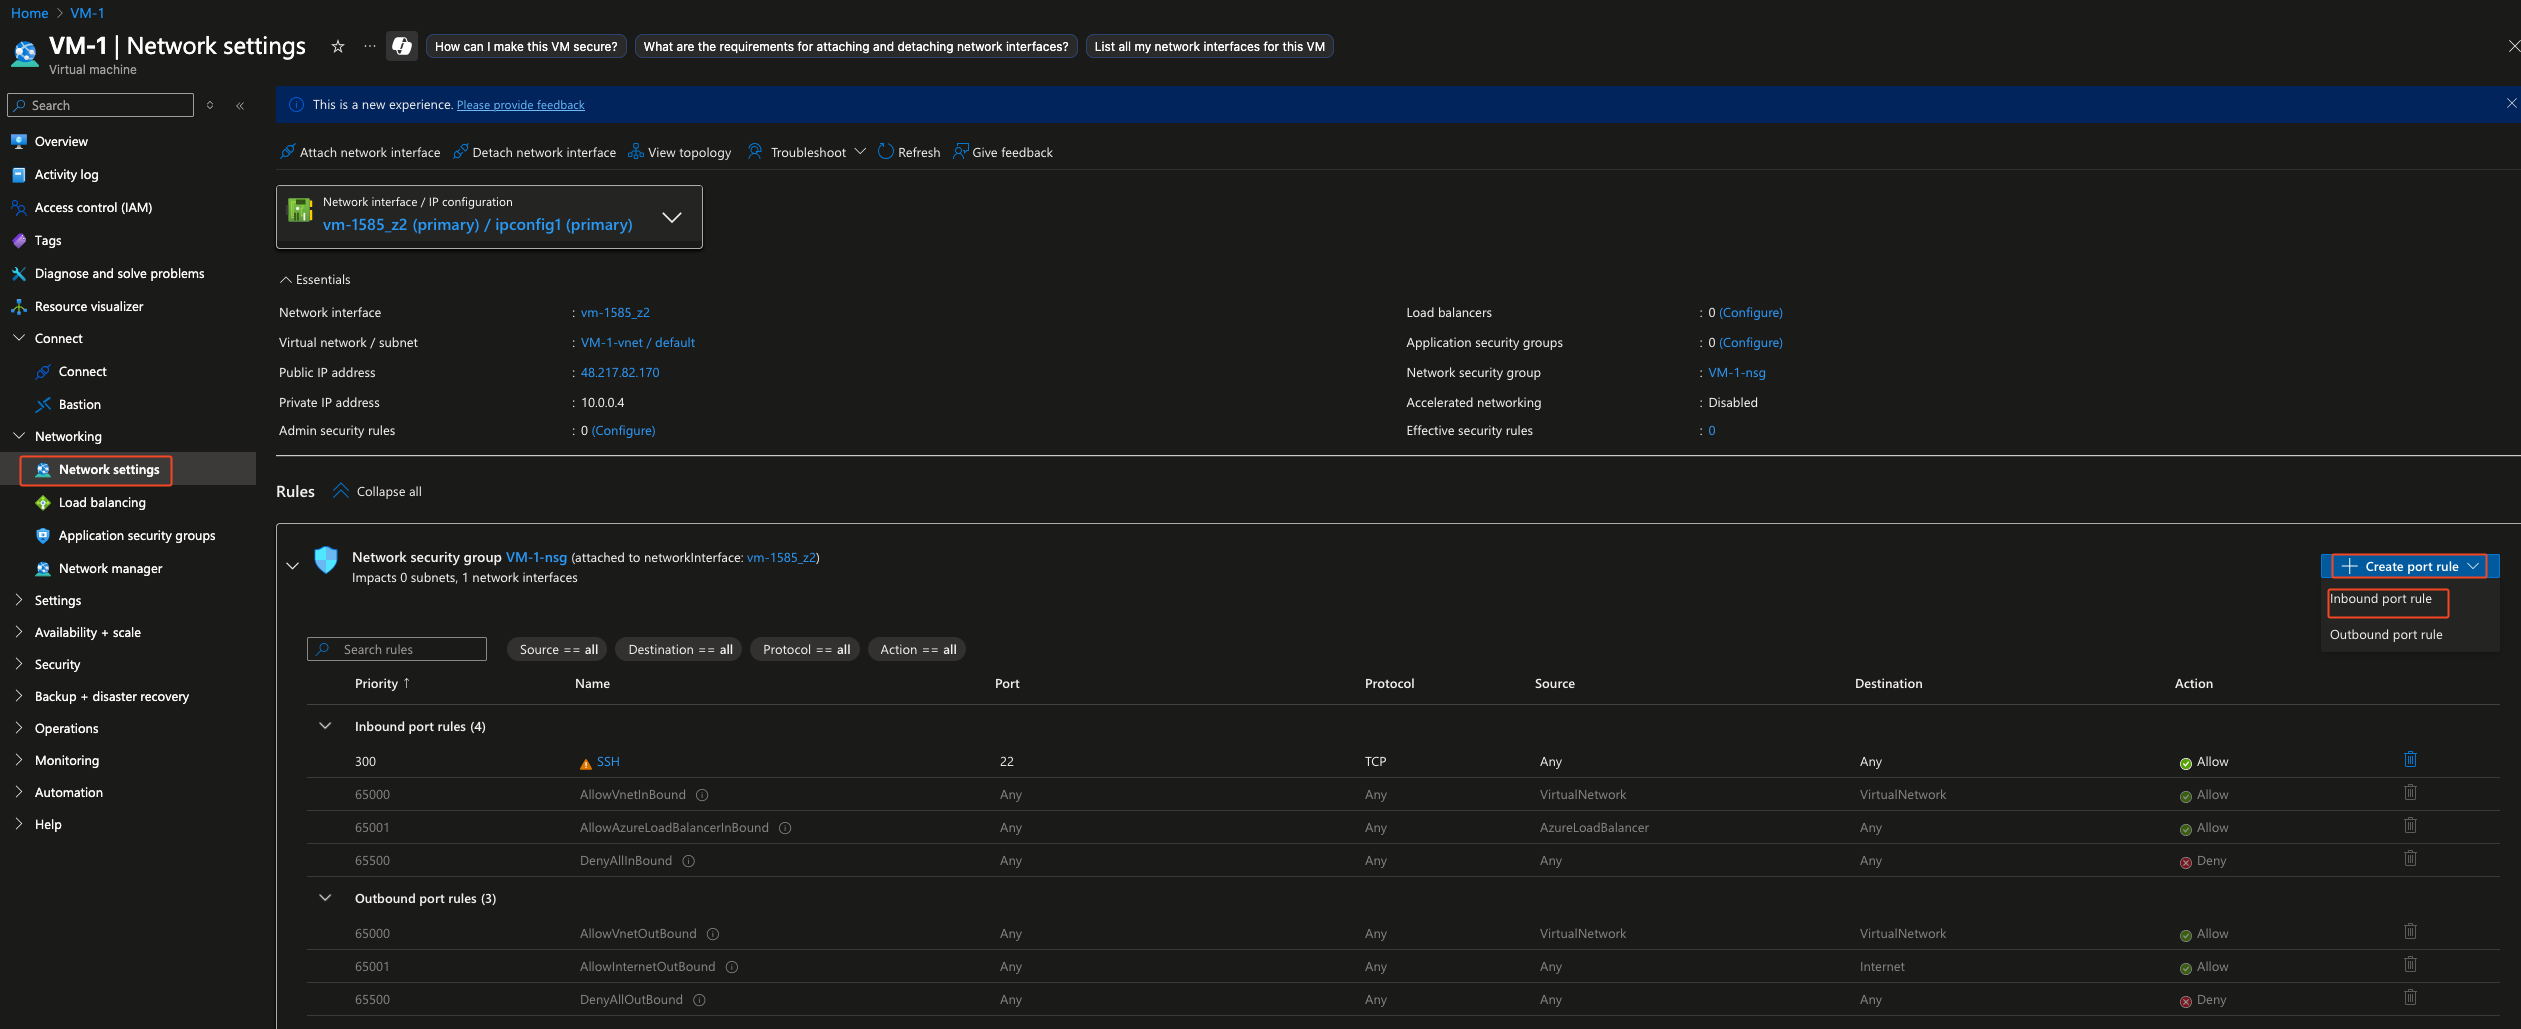 Home > VM-1
VM-1 | Network settings
Virtual machine
How can I make this VM secure?
What are the requirements for attaching and detaching network interfaces?
List all my network interfaces for this VM
Search
Overview
Activity log
Access control (IAM)
Tags
Diagnose and solve problems
Resource visualizer
Connect
Connect
Bastion
Networking
Network settings
Load balancing
Application security groups
Network manager
Settings
Availability + scale
Security
Backup + disaster recovery
Operations
Monitoring
Automation
Help
This is a new experience. Please provide feedback
Attach network interface Detach network interface View topology Troubleshoot Refresh Give feedback
Network interface / IP configuration
vm-1585_z2 (primary) / ipconfig1 (primary)
Essentials
Network interface : vm-1585_z2
Virtual network / subnet : VM-1-vnet / default
Public IP address : 48.217.82.170
Private IP address : 10.0.0.4
Admin security rules : 0 (Configure)
Load balancers : 0 (Configure)
Application security groups : 0 (Configure)
Network security group : VM-1-nsg
Accelerated networking : Disabled
Effective security rules : 0
Rules Collapse all
Network security group VM-1-nsg (attached to networkInterface: vm-1585_z2)
Impacts 0 subnets, 1 network interfaces
Create port rule
Inbound port rule
Outbound port rule
Search rules Source == all Destination == all Protocol == all Action == all
Priority ↑ Name Port Protocol Source Destination Action
Inbound port rules (4)
300 SSH 22 TCP Any Any Allow
65000 AllowVnetInBound Any Any VirtualNetwork VirtualNetwork Allow
65001 AllowAzureLoadBalancerInBound Any Any AzureLoadBalancer Any Allow
65500 DenyAllInBound Any Any Any Any Deny
Outbound port rules (3)
65000 AllowVnetOutBound Any Any VirtualNetwork VirtualNetwork Allow
65001 AllowInternetOutBound Any Any Any Internet Allow
65500 DenyAllOutBound Any Any Any Any Deny